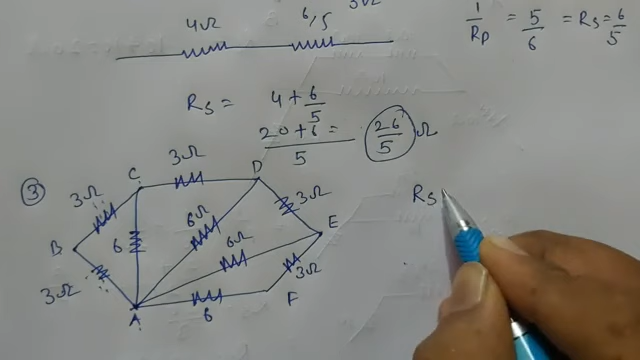 3Ω
4Ω 6/5
1/Rp = 5/6 = Rs = 6/5
Rs = 4 + 6/5
20 + 6 = / 5 26/5 Ω
③ C 3Ω D
3Ω 6Ω 3Ω
B 6 E Rs
6Ω
3Ω 3Ω
A 6 F